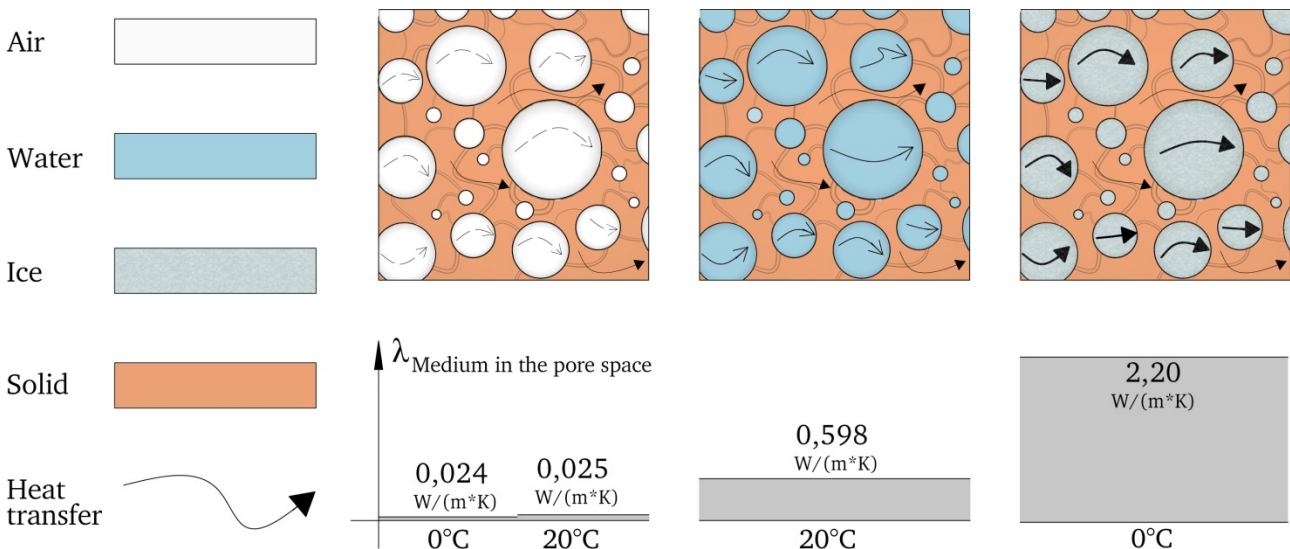 Air
Water
Ice
Solid
Heat
transfer
λ Medium in the pore space
0,024
W/(m*K)
0,025
W/(m*K)
0°C
20°C
0,598
W/(m*K)
20°C
2,20
W/(m*K)
0°C